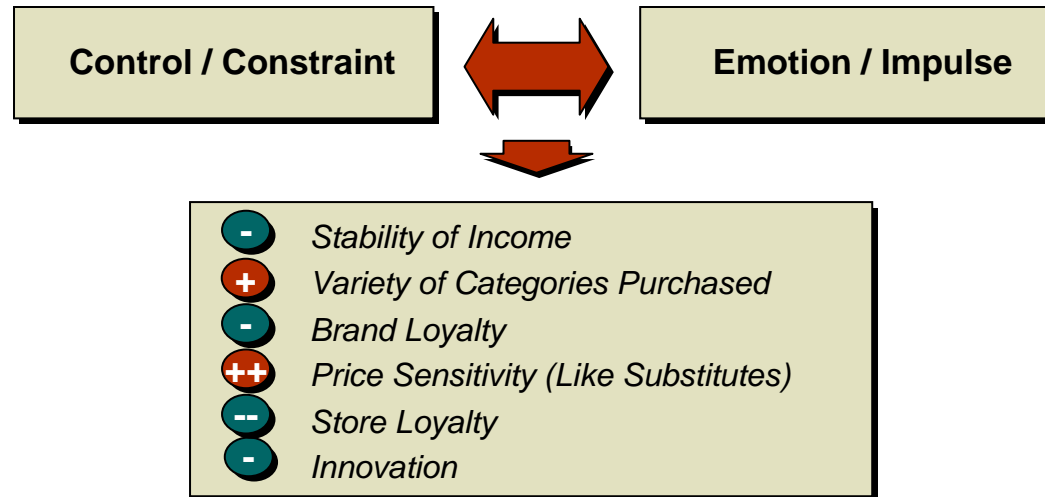 Control / Constraint
Emotion / Impulse
- Stability of Income
+ Variety of Categories Purchased
- Brand Loyalty
++ Price Sensitivity (Like Substitutes)
-- Store Loyalty
- Innovation